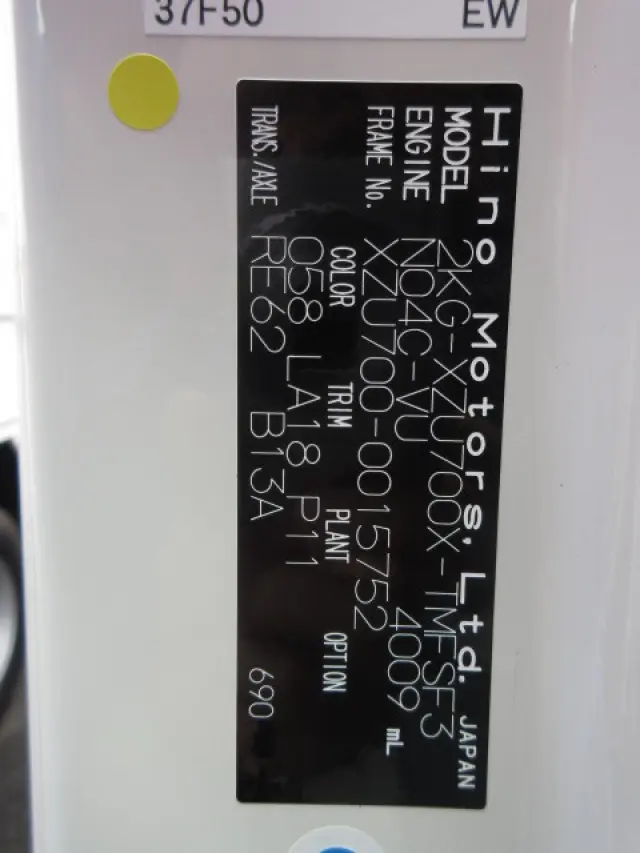 37F50 EW
Hino Motors, Ltd. JAPAN
MODEL 2KG-XZU700X-TMFSF3
ENGINE N04C-VU 4009 mL
FRAME No. XZU700-0015752
COLOR TRIM PLANT OPTION
058 LA18 P11
TRANS./AXLE RE62 B13A 690